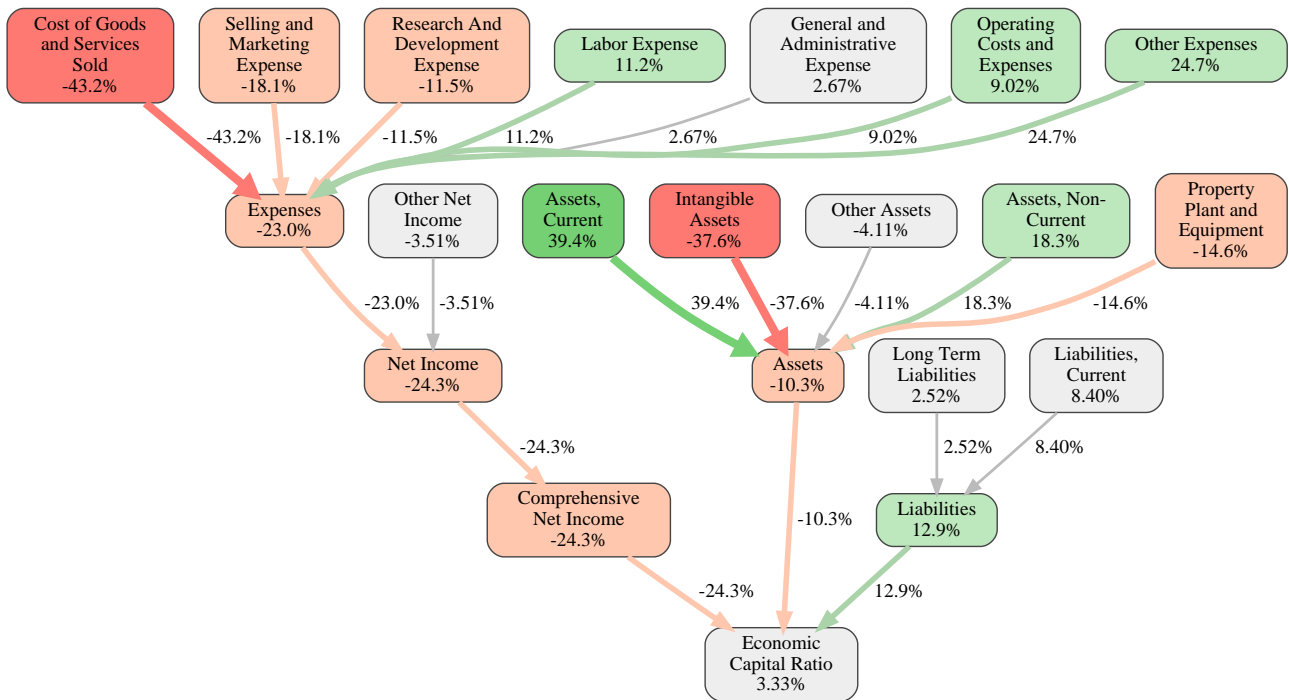 Cost of Goods
and Services
Sold
-43.2%
Selling and
Marketing
Expense
-18.1%
Research And
Development
Expense
-11.5%
Labor Expense
11.2%
General and
Administrative
Expense
2.67%
Operating
Costs and
Expenses
9.02%
Other Expenses
24.7%
-43.2%
-18.1%
-11.5%
11.2%
2.67%
9.02%
24.7%
Expenses
-23.0%
Other Net
Income
-3.51%
Assets,
Current
39.4%
Intangible
Assets
-37.6%
Other Assets
-4.11%
Assets, Non-
Current
18.3%
Property
Plant and
Equipment
-14.6%
-23.0%
-3.51%
39.4%
-37.6%
-4.11%
18.3%
-14.6%
Net Income
-24.3%
Assets
-10.3%
Long Term
Liabilities
2.52%
Liabilities,
Current
8.40%
-24.3%
2.52%
8.40%
Comprehensive
Net Income
-24.3%
-10.3%
Liabilities
12.9%
-24.3%
12.9%
Economic
Capital Ratio
3.33%